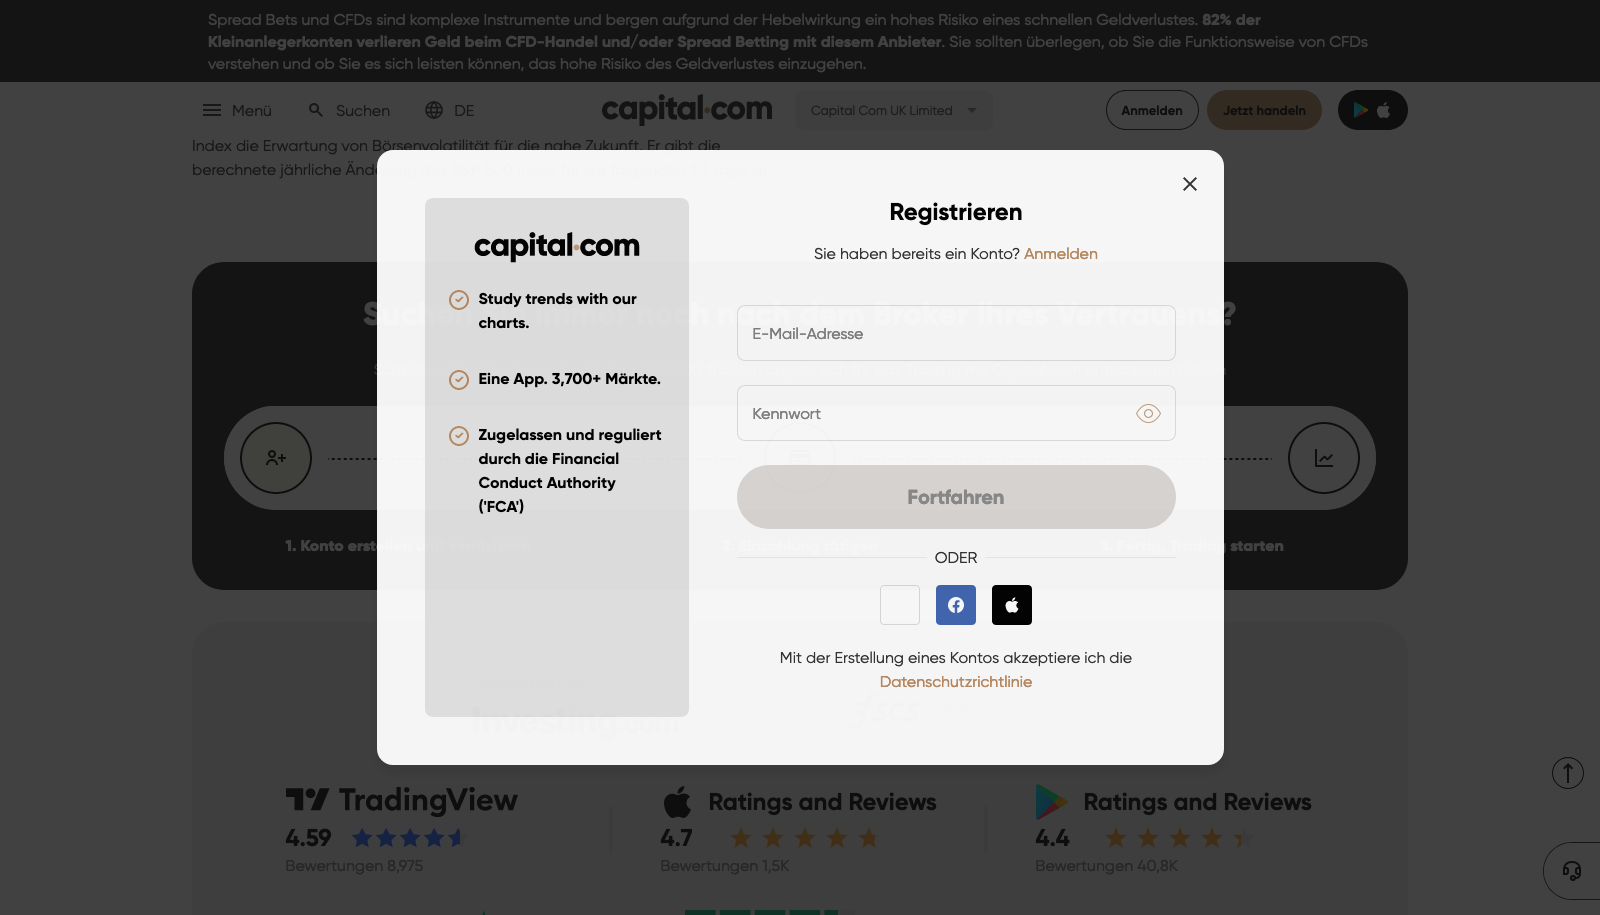 Spread Bets und CFDs sind komplexe Instrumente und bergen aufgrund der Hebelwirkung ein hohes Risiko eines schnellen Geldverlustes. 82% der
Kleinanlegerkonten verlieren Geld beim CFD-Handel und/oder Spread Betting mit diesem Anbieter. Sie sollten überlegen, ob Sie die Funktionsweise von CFDs
verstehen und ob Sie es sich leisten können, das hohe Risiko des Geldverlustes einzugehen.
Menü
Suchen
DE
capital.com
Capital Com UK Limited
Anmelden
Jetzt handeln
Index die Erwartung von Börsenvolatilität für die nahe Zukunft. Er gibt die
berechnete jährliche
Registrieren
capital.com
Sie haben bereits ein Konto? Anmelden
Study trends with our
charts.
Eine App. 3,700+ Märkte.
Zugelassen und reguliert
durch die Financial
Conduct Authority
('FCA')
E-Mail-Adresse
Kennwort
Fortfahren
ODER
Mit der Erstellung eines Kontos akzeptiere ich die
Datenschutzrichtlinie
nach dem Broker Ihres Vertrauens?
1. Konto
starten
investing.com
TradingView
4.59
Bewertungen 8,975
Ratings and Reviews
4.7
Bewertungen 1,5K
Ratings and Reviews
4.4
Bewertungen 40,8K